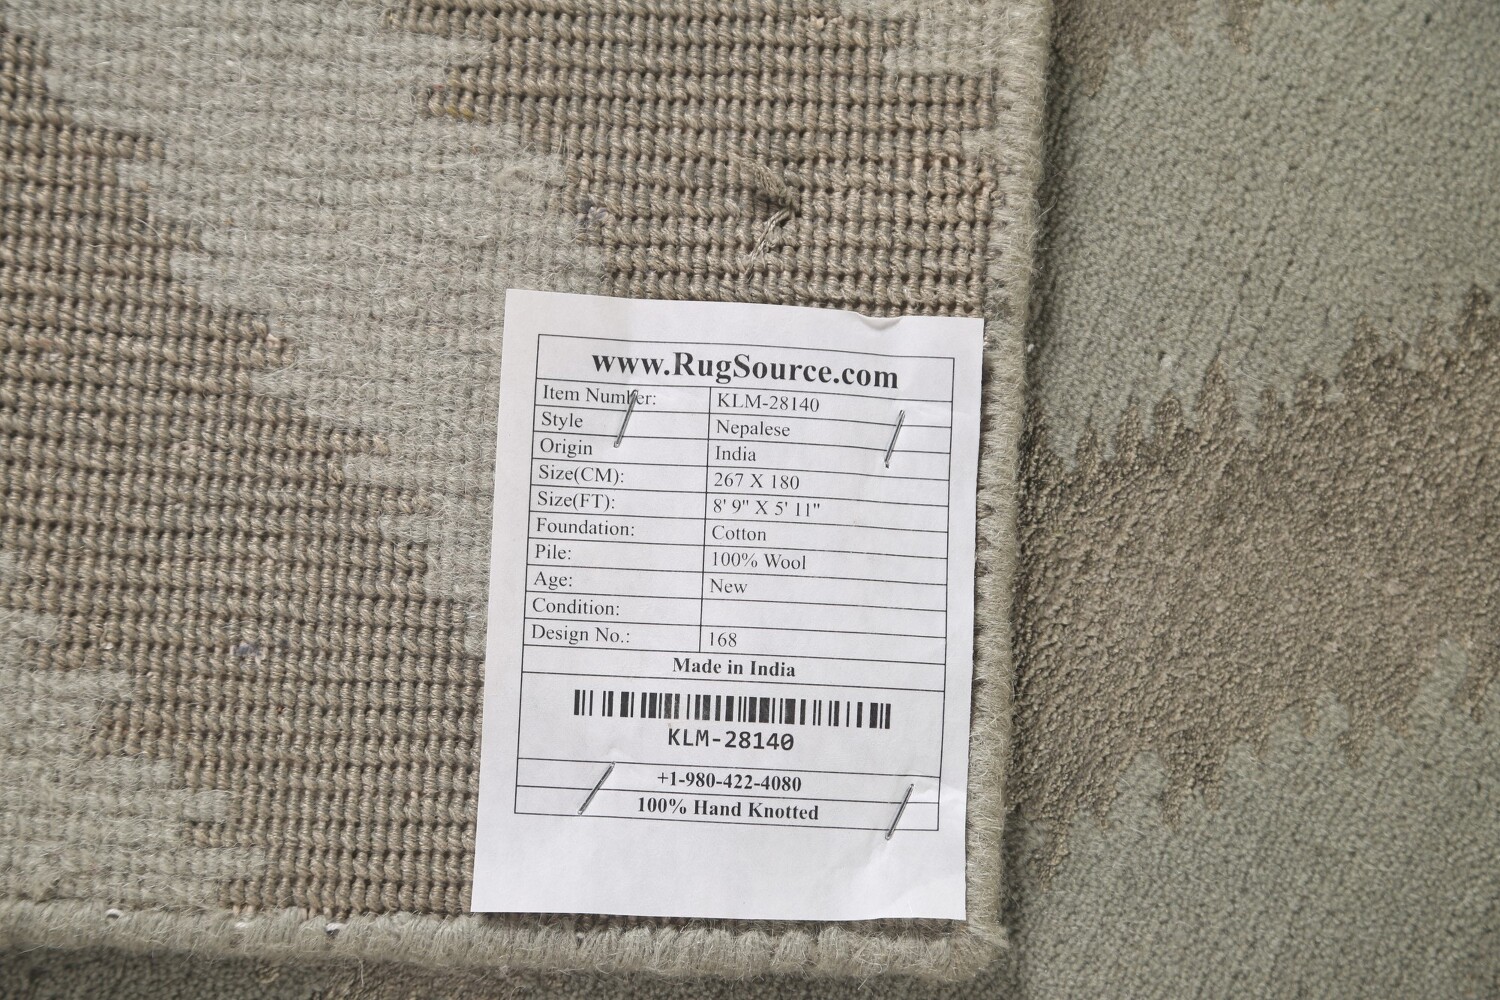 www.RugSource.com
Item Number: KLM-28140
Style Nepalese
Origin India
Size(CM): 267 X 180
Size(FT): 8' 9" X 5' 11"
Foundation: Cotton
Pile: 100% Wool
Age: New
Condition:
Design No.: 168
Made in India
KLM-28140
+1-980-422-4080
100% Hand Knotted